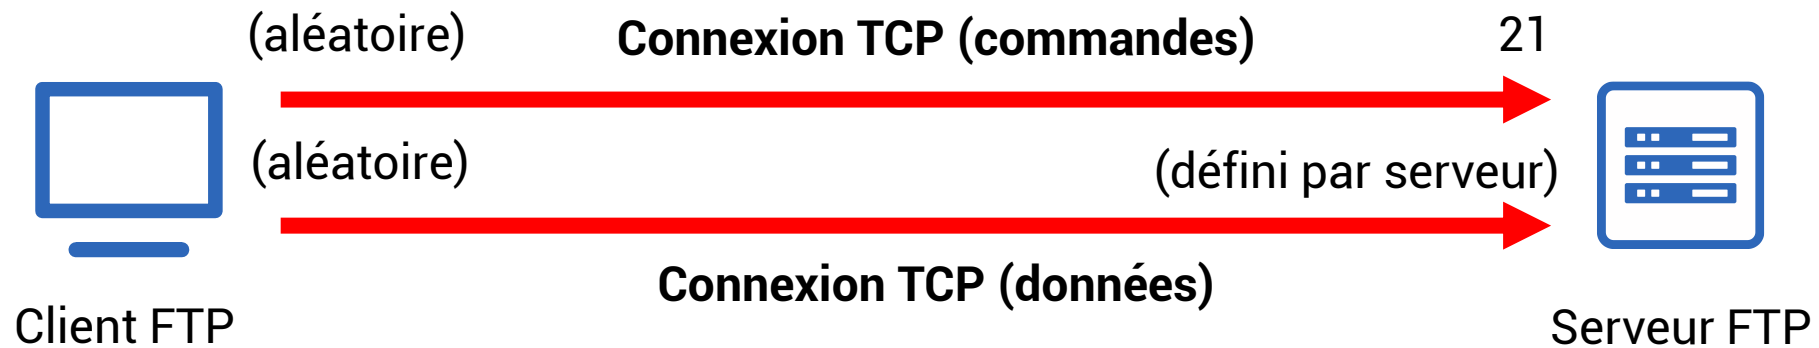 (aléatoire) Connexion TCP (commandes) 21
(aléatoire) (défini par serveur)
Connexion TCP (données)
Client FTP Serveur FTP